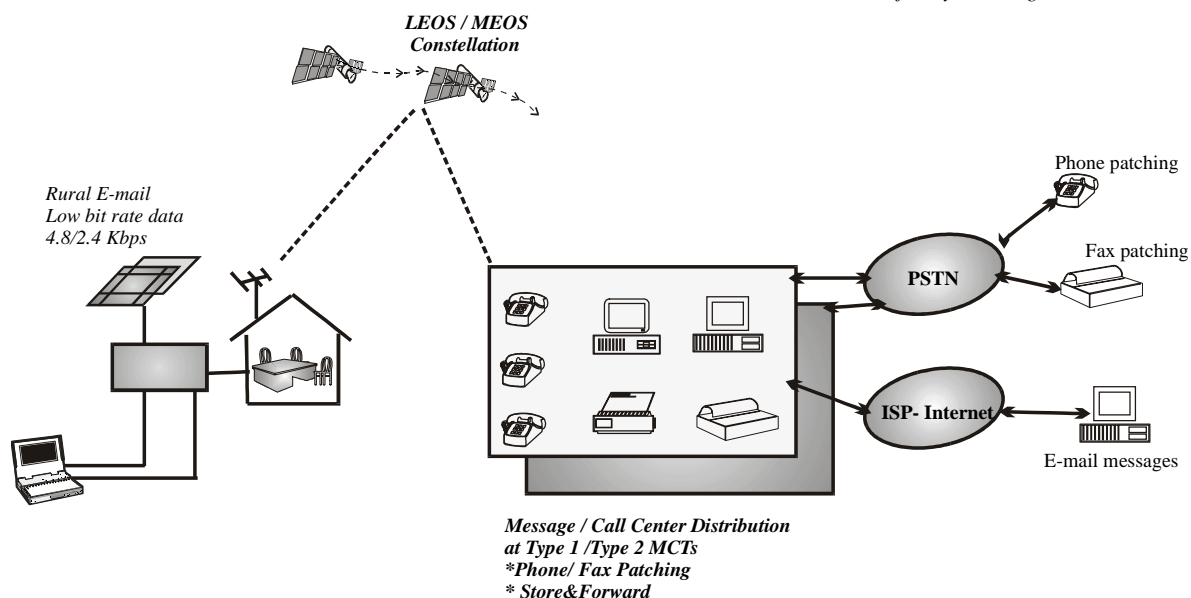 LEOS / MEOS
Constellation
Rural E-mail
Low bit rate data
4.8/2.4 Kbps
Phone patching
Fax patching
PSTN
ISP- Internet
E-mail messages
Message / Call Center Distribution
at Type 1 /Type 2 MCTs
*Phone/ Fax Patching
* Store&Forward